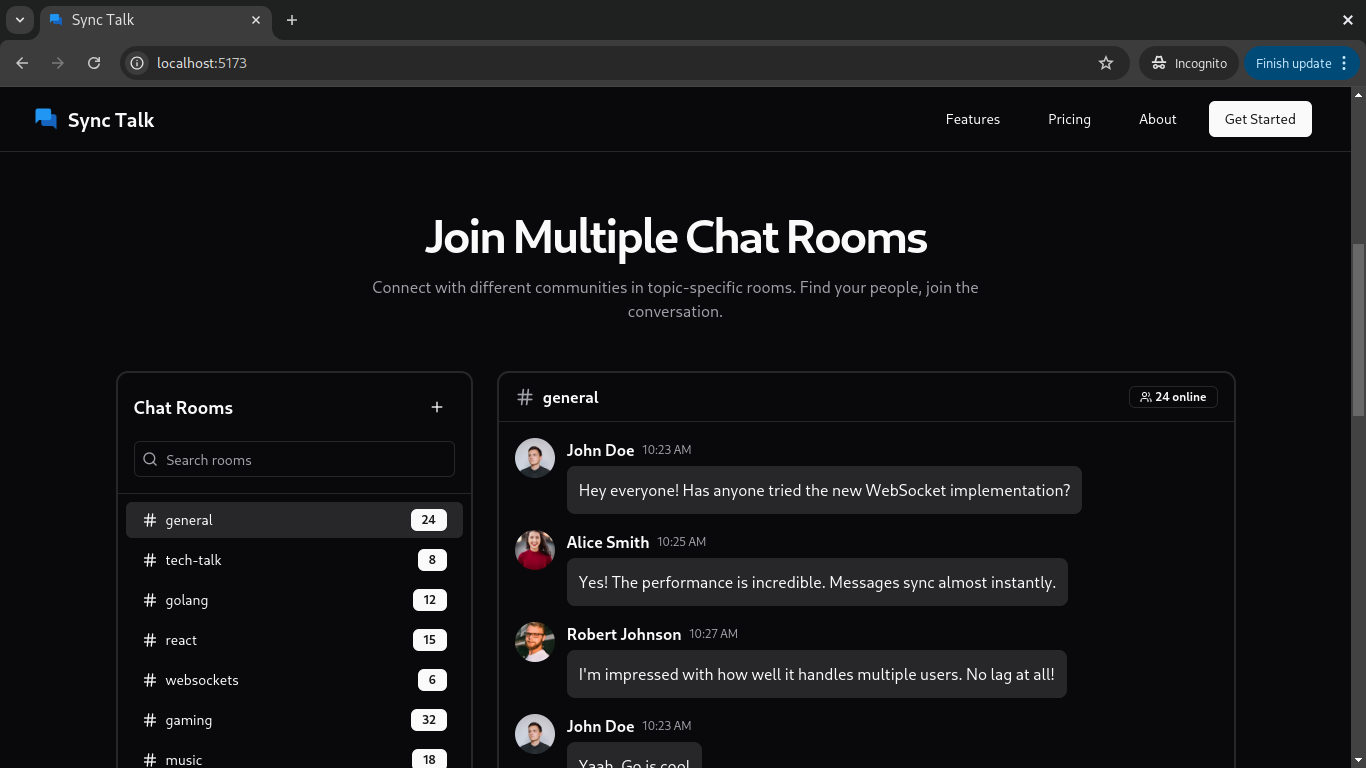 Sync Talk
localhost:5173
Incognito
Finish update
Sync Talk
Features
Pricing
About
Get Started
Join Multiple Chat Rooms
Connect with different communities in topic-specific rooms. Find your people, join the
conversation.
Chat Rooms
+
Search rooms
# general 24
# tech-talk 8
# golang 12
# react 15
# websockets 6
# gaming 32
# music 18
# general
24 online
John Doe 10:23 AM
Hey everyone! Has anyone tried the new WebSocket implementation?
Alice Smith 10:25 AM
Yes! The performance is incredible. Messages sync almost instantly.
Robert Johnson 10:27 AM
I'm impressed with how well it handles multiple users. No lag at all!
John Doe 10:23 AM
Yaah, Go is cool